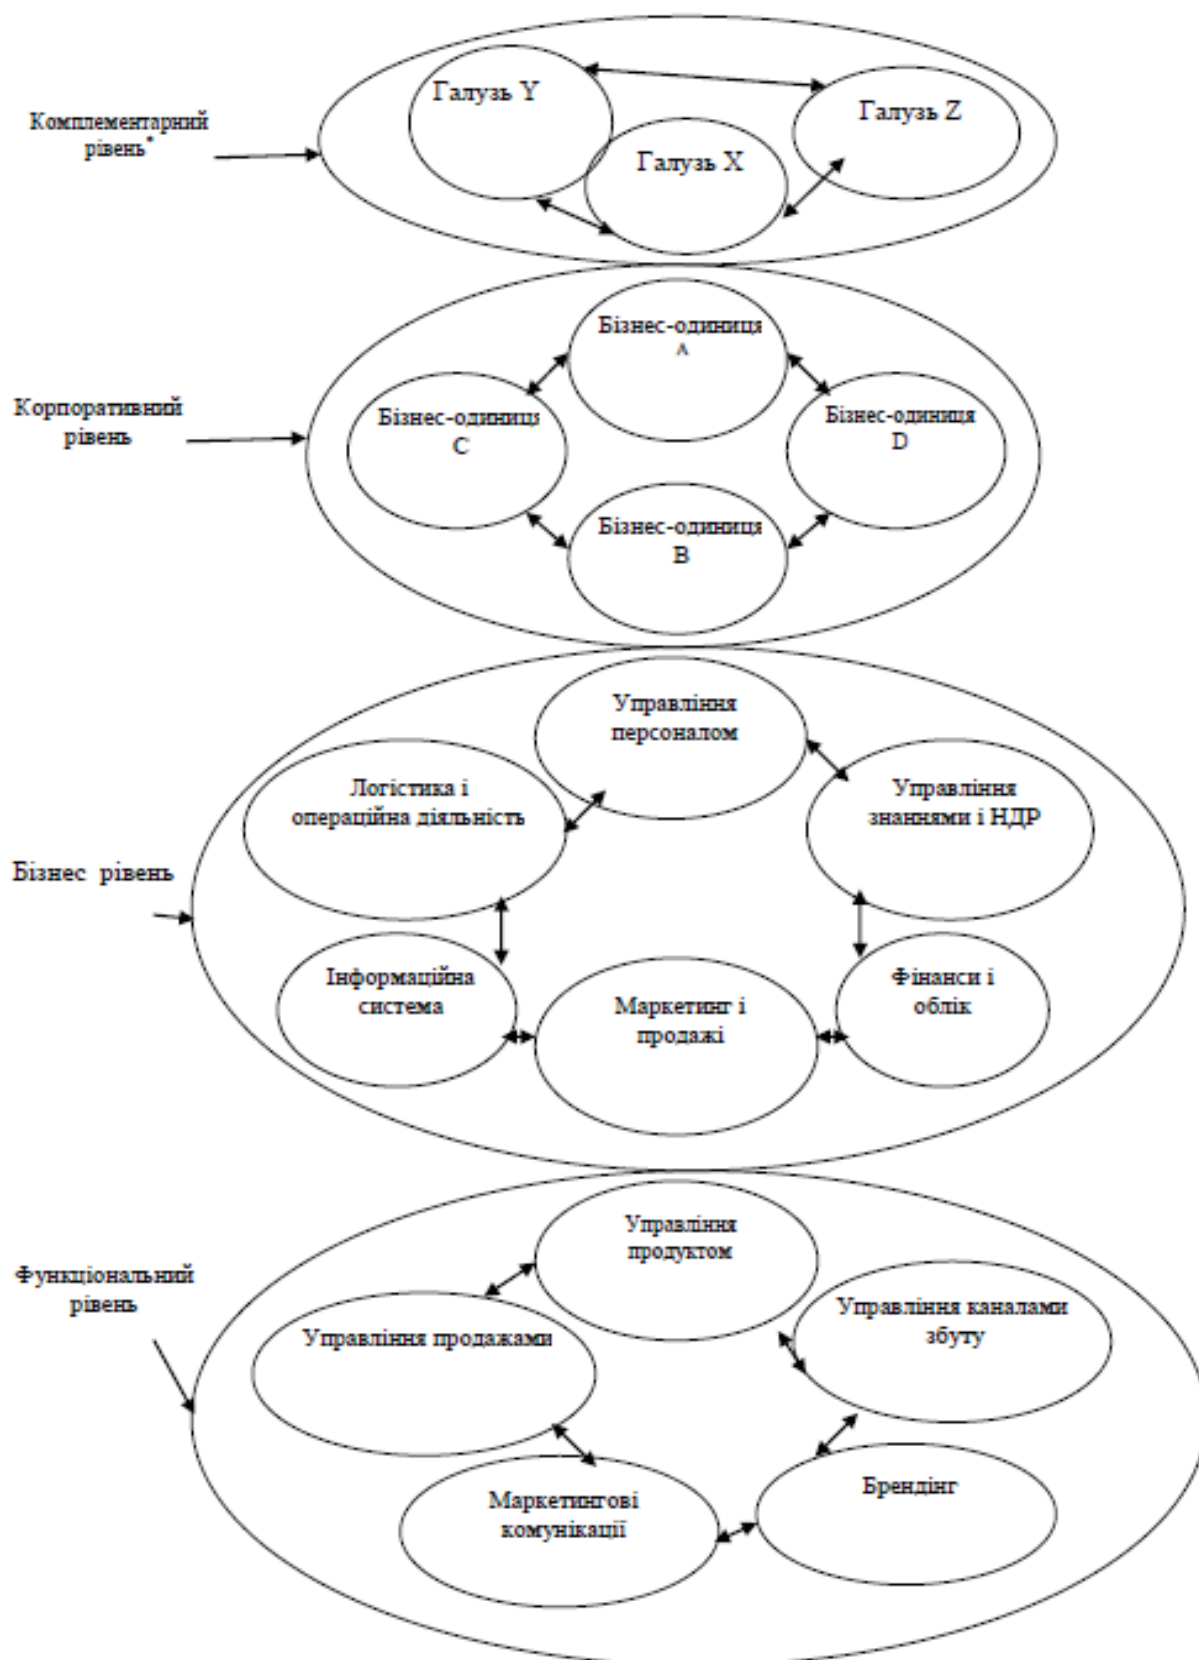 Комплементарний
рівень*
Галузь Y
Галузь Z
Галузь X
Корпоративний
рівень
Бізнес-одиниця
A
Бізнес-одиниця
C
Бізнес-одиниця
D
Бізнес-одиниця
B
Бізнес рівень
Управління
персоналом
Логістика і
операційна діяльність
Управління
знаннями і НДР
Інформаційна
система
Маркетинг і
продажі
Фінанси і
облік
Функціональний
рівень
Управління
продуктом
Управління продажами
Управління каналами
збуту
Маркетингові
комунікації
Брендінг